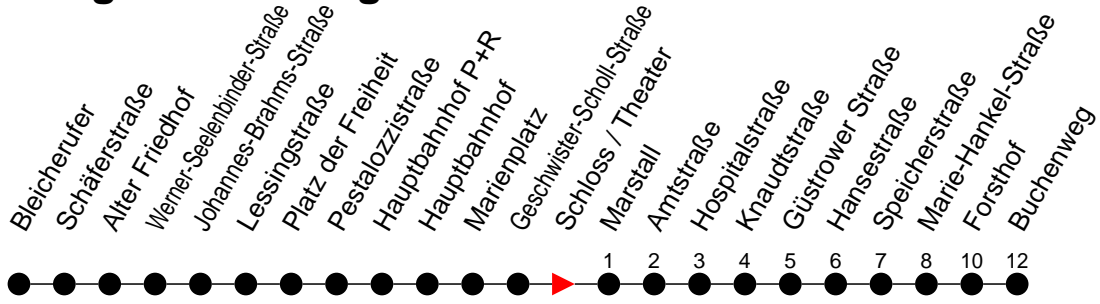 Bleicherufer
Schäferstraße
Alter Friedhof
Werner-Seelenbinder-Straße
Johannes-Brahms-Straße
Lessingstraße
Platz der Freiheit
Pestalozzistraße
Hauptbahnhof P+R
Hauptbahnhof
Marienplatz
Geschwister-Scholl-Straße
Schloss / Theater
Marstall
Amtstraße
Hospitalstraße
Knaudtstraße
Güstrower Straße
Hansestraße
Speicherstraße
Marie-Hankel-Straße
Forsthof
Buchenweg
1 2 3 4 5 6 7 8 10 12